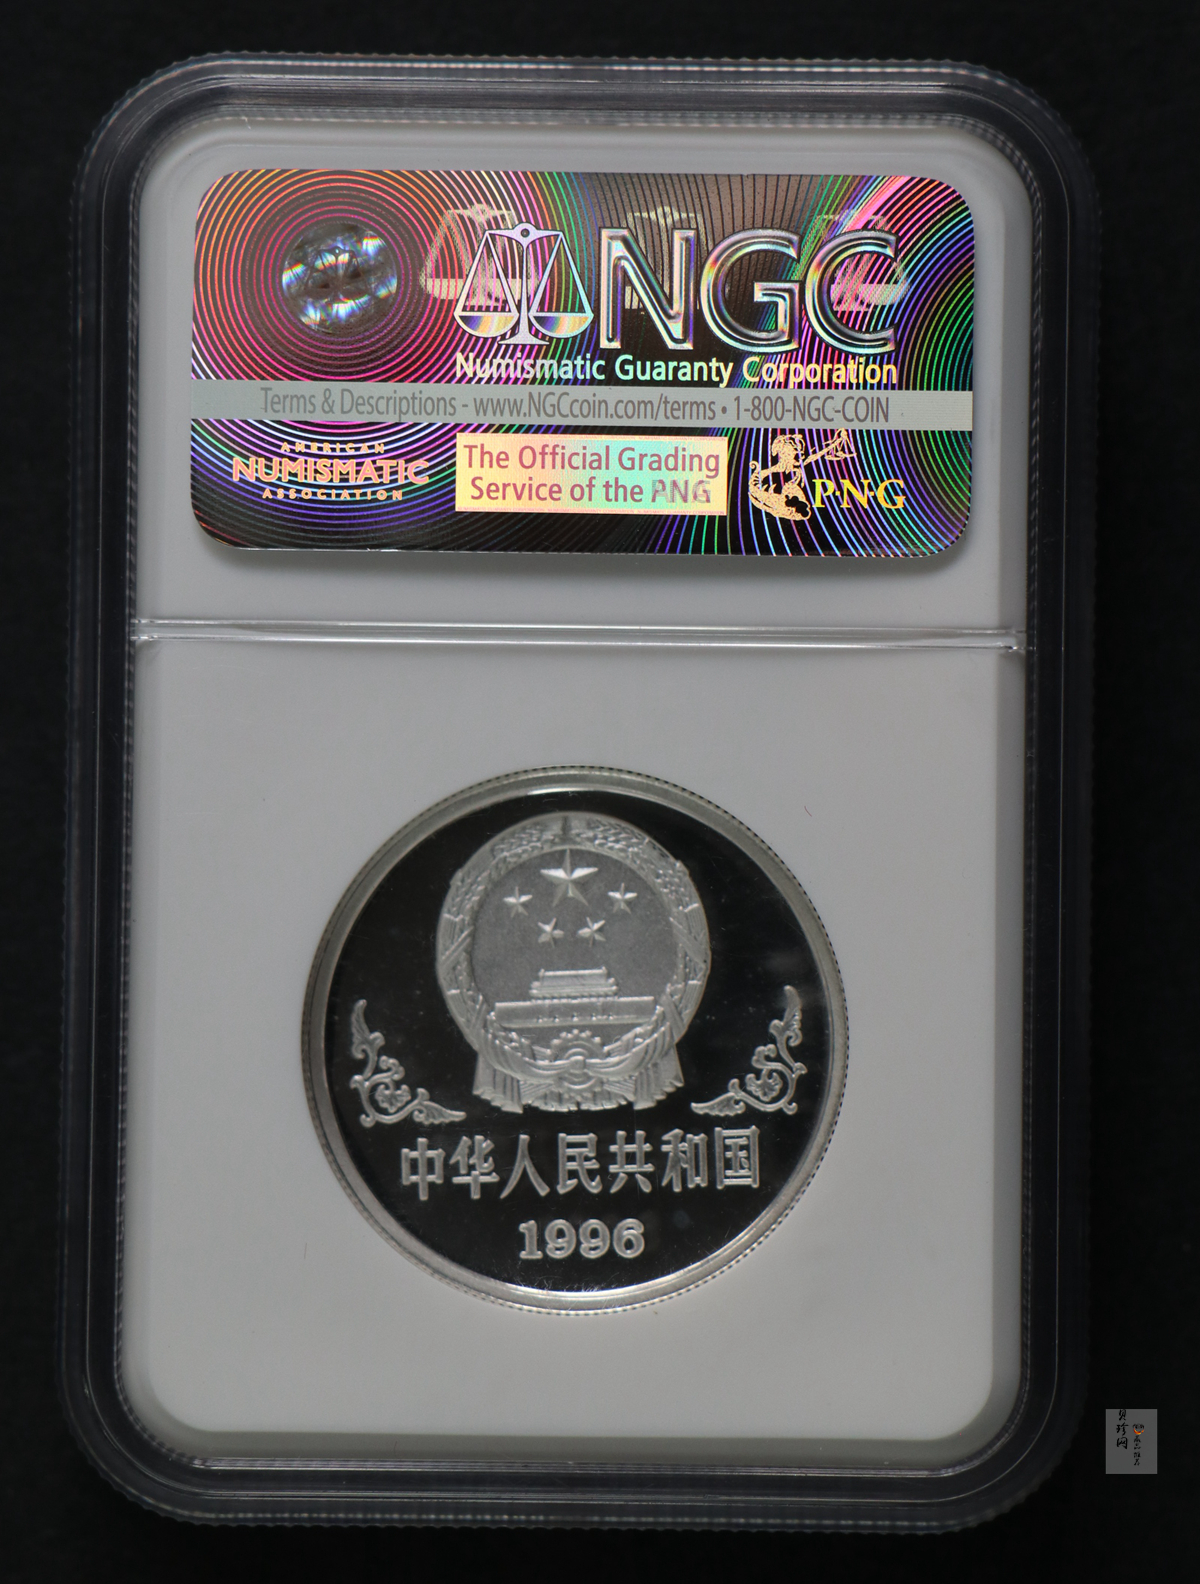 NGC
Numismatic Guaranty Corporation
Terms & Descriptions - www.NGCcoin.com/terms • 1-800-NGC-COIN
AMERICAN
NUMISMATIC
ASSOCIATION
The Official Grading
Service of the PNG
P·N·G
中华人民共和国
1996